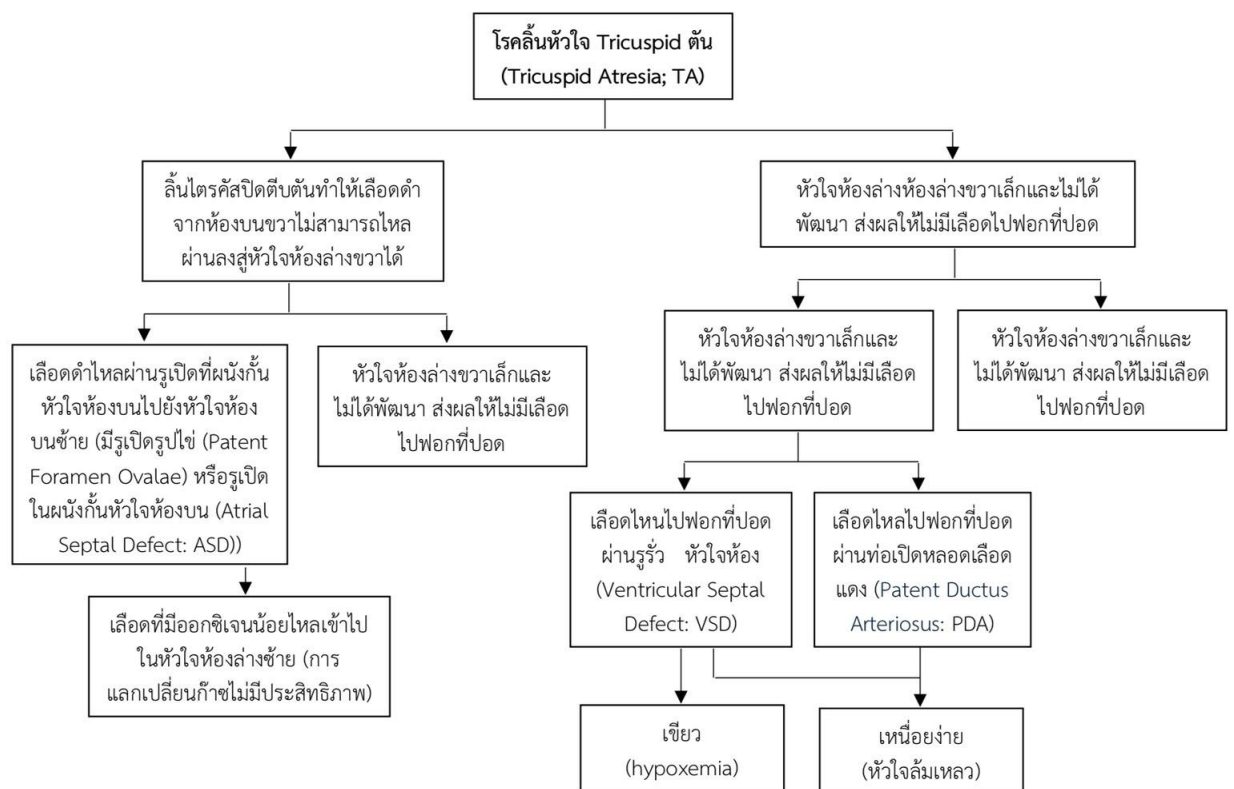 โรคลิ้นหัวใจ Tricuspid ตัน
(Tricuspid Atresia; TA)
ลิ้นไตรคัสปิดตีบตันทำให้เลือดดำ
จากห้องบนขวาไม่สามารถไหล
ผ่านลงสู่หัวใจห้องล่างขวาได้
หัวใจห้องล่างห้องล่างขวาเล็กและไม่ได้
พัฒนา ส่งผลให้ไม่มีเลือดไปฟอกที่ปอด
เลือดดำไหลผ่านรูเปิดที่ผนังกั้น
หัวใจห้องบนไปยังหัวใจห้อง
บนซ้าย (มีรูเปิดรูปไข่ (Patent
Foramen Ovalae) หรือรูเปิด
ในผนังกั้นหัวใจห้องบน (Atrial
Septal Defect: ASD))
หัวใจห้องล่างขวาเล็กและ
ไม่ได้พัฒนา ส่งผลให้ไม่มีเลือด
ไปฟอกที่ปอด
หัวใจห้องล่างขวาเล็กและ
ไม่ได้พัฒนา ส่งผลให้ไม่มีเลือด
ไปฟอกที่ปอด
หัวใจห้องล่างขวาเล็กและ
ไม่ได้พัฒนา ส่งผลให้ไม่มีเลือด
ไปฟอกที่ปอด
เลือดที่มีออกซิเจนน้อยไหลเข้าไป
ในหัวใจห้องล่างซ้าย (การ
แลกเปลี่ยนก๊าซไม่มีประสิทธิภาพ)
เลือดไหนไปฟอกที่ปอด
ผ่านรูรั่ว หัวใจห้อง
(Ventricular Septal
Defect: VSD)
เลือดไหลไปฟอกที่ปอด
ผ่านท่อเปิดหลอดเลือด
แดง (Patent Ductus
Arteriosus: PDA)
เขียว
(hypoxemia)
เหนื่อยง่าย
(หัวใจล้มเหลว)